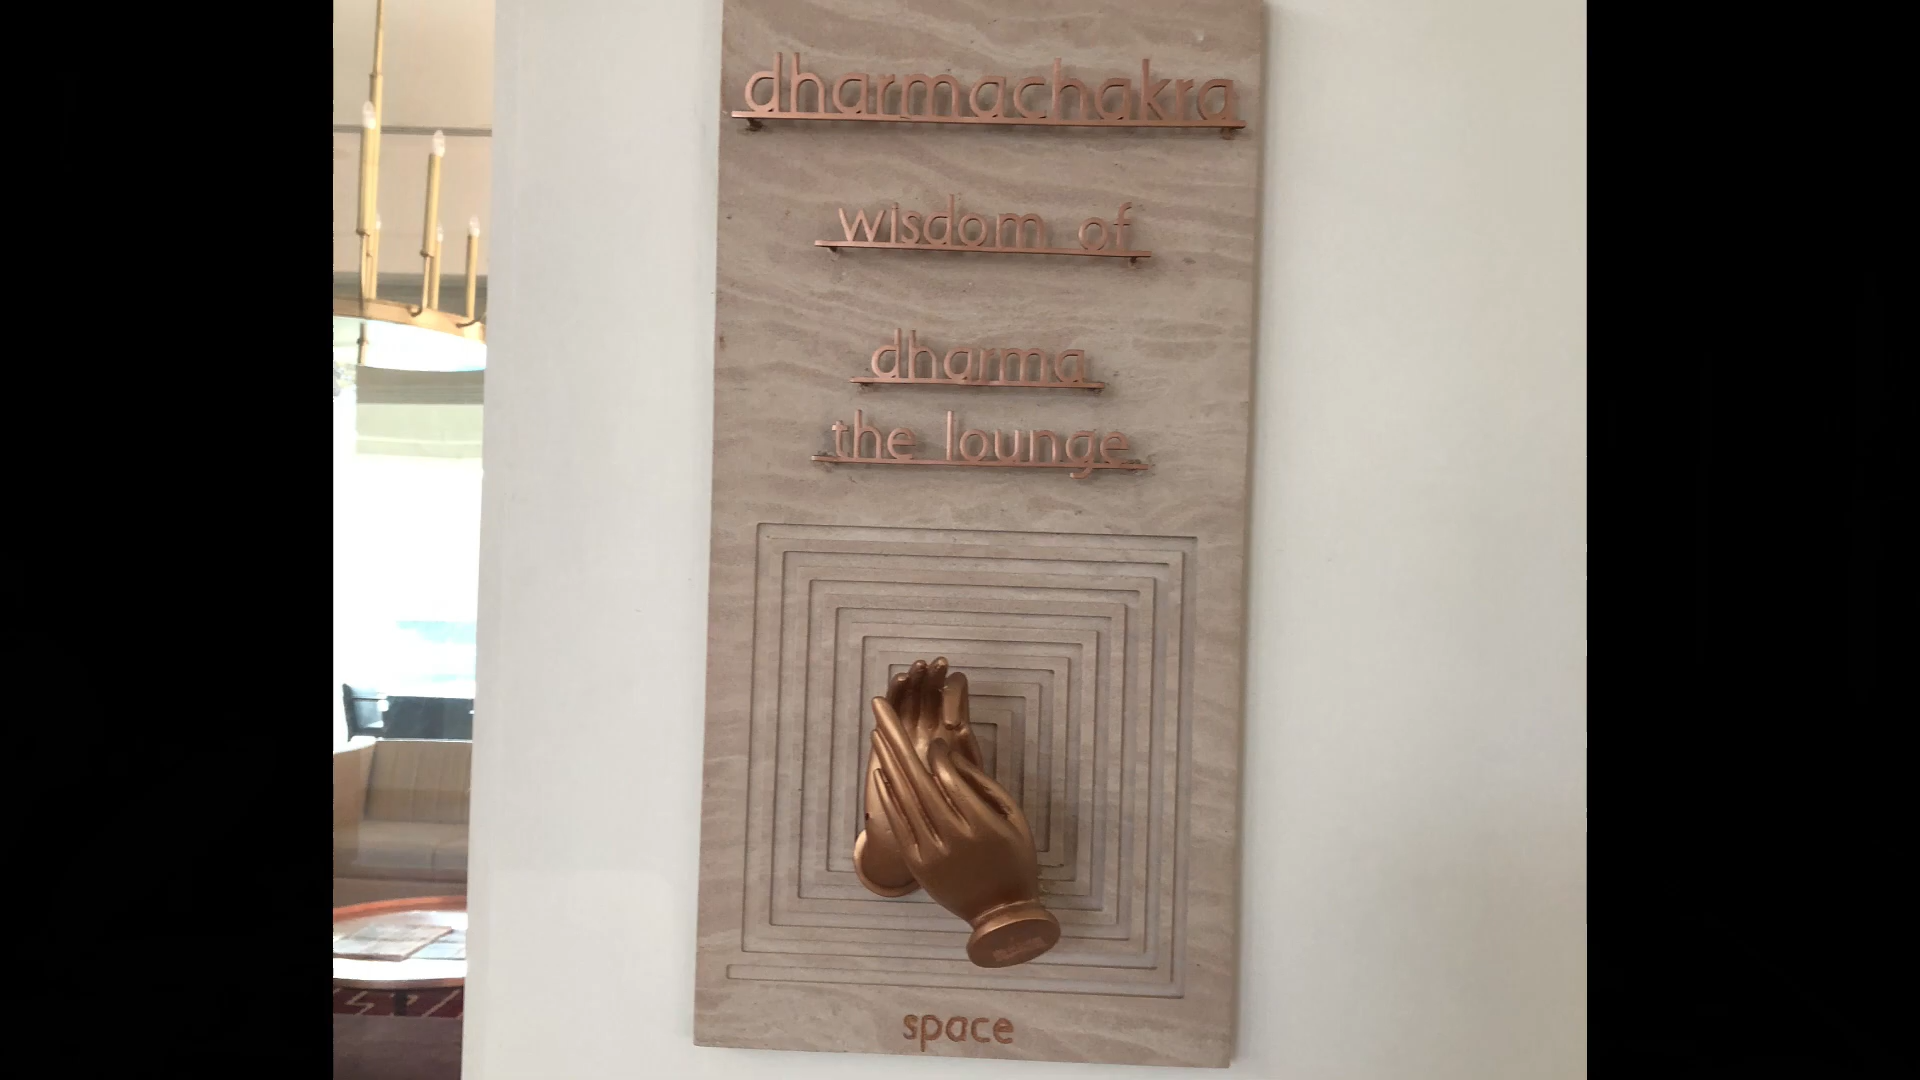 dharmachakra
wisdom of
dharma
the lounge
space